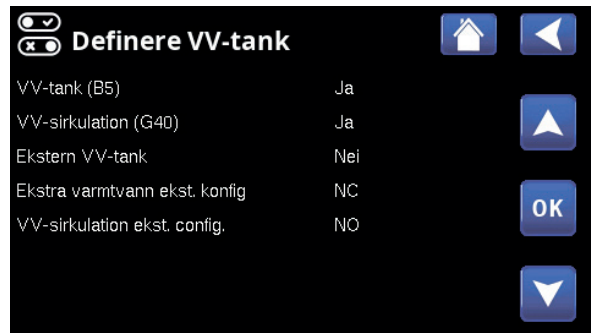 Definere VV-tank
VV-tank (B5) Ja
VV-sirkulation (G40) Ja
Ekstern VV-tank Nei
Ekstra varmtvann ekst. konfig NC
VV-sirkulation ekst. config. NO
OK